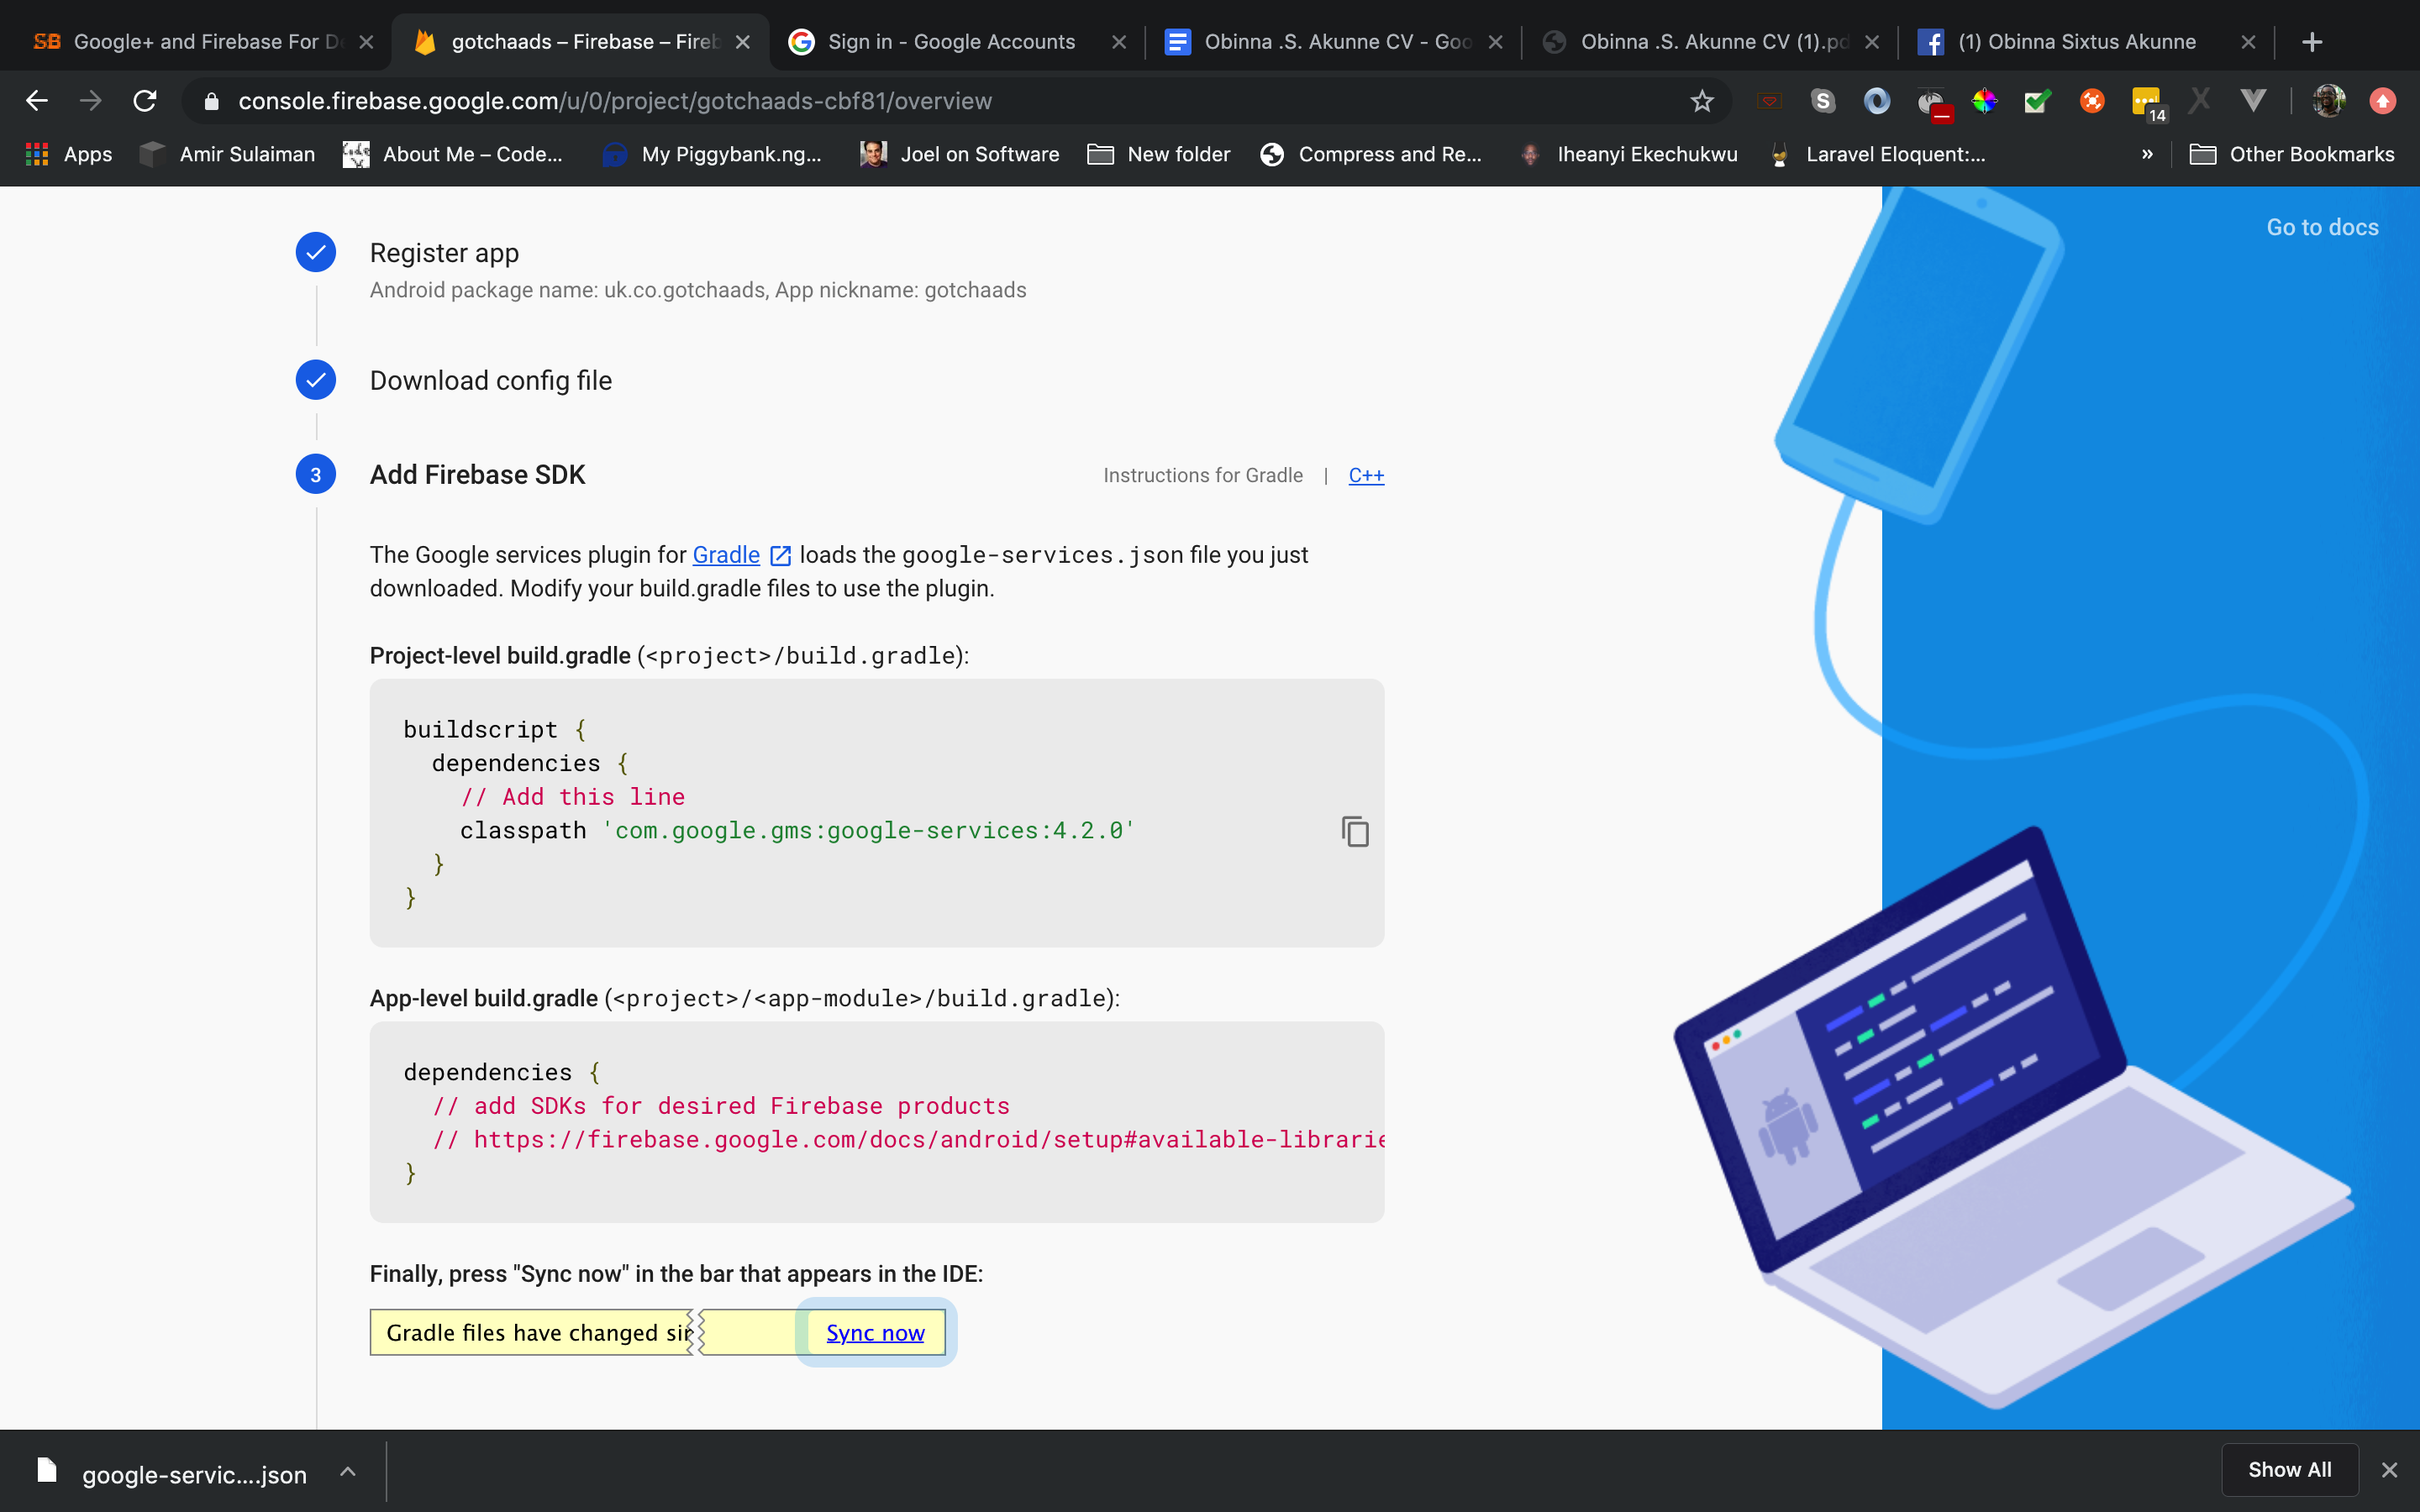 SB Google+ and Firebase For D
gotchaads – Firebase – Fireb
Sign in - Google Accounts
Obinna .S. Akunne CV - Goo
Obinna .S. Akunne CV (1).pd
(1) Obinna Sixtus Akunne
console.firebase.google.com/u/0/project/gotchaads-cbf81/overview
14
Apps
Amir Sulaiman
About Me – Code...
My Piggybank.ng...
Joel on Software
New folder
Compress and Re...
Iheanyi Ekechukwu
Laravel Eloquent:...
»
Other Bookmarks
Go to docs
Register app
Android package name: uk.co.gotchaads, App nickname: gotchaads
Download config file
3 Add Firebase SDK
Instructions for Gradle | C++
The Google services plugin for Gradle loads the google-services.json file you just
downloaded. Modify your build.gradle files to use the plugin.
Project-level build.gradle (<project>/build.gradle):
buildscript {
dependencies {
// Add this line
classpath 'com.google.gms:google-services:4.2.0'
}
}
App-level build.gradle (<project>/<app-module>/build.gradle):
dependencies {
// add SDKs for desired Firebase products
// https://firebase.google.com/docs/android/setup#available-librarie
}
Finally, press "Sync now" in the bar that appears in the IDE:
Gradle files have changed sin
Sync now
google-servic....json
Show All